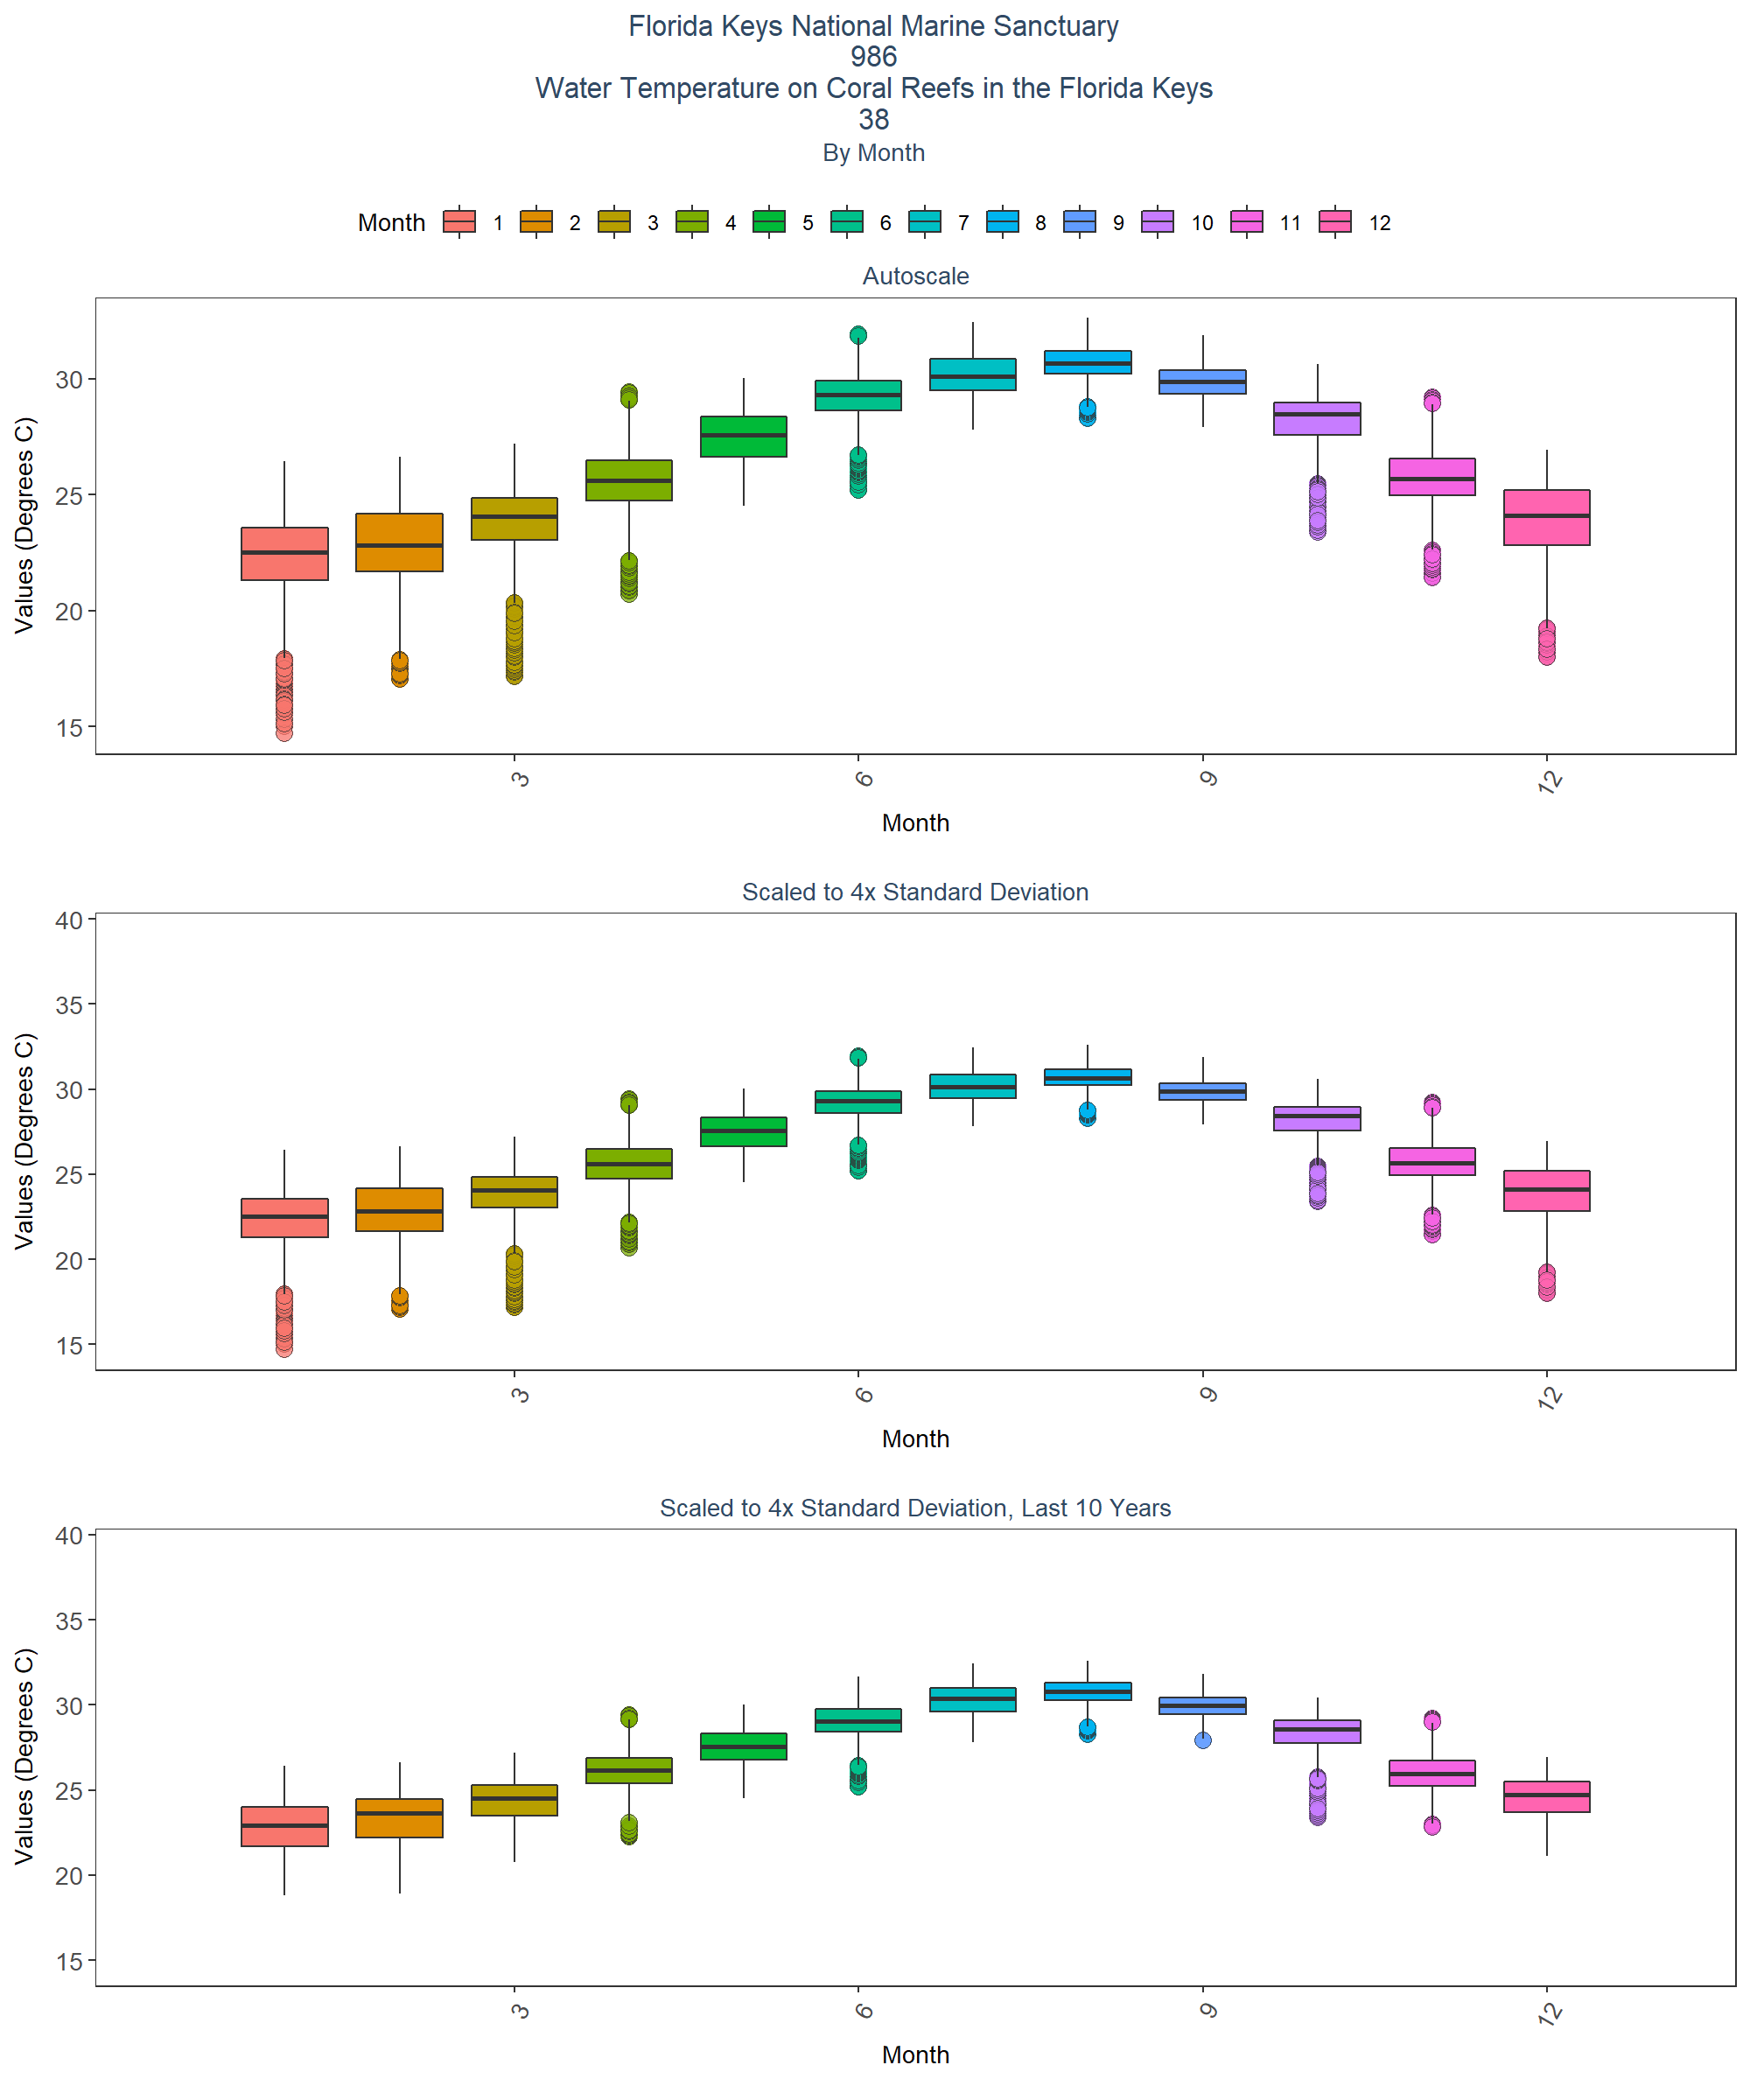 Florida Keys National Marine Sanctuary
986
Water Temperature on Coral Reefs in the Florida Keys
38
By Month
Month 1 2 3 4 5 6 7 8 9 10 11 12
Autoscale
Values (Degrees C)
30
25
20
15
3 6 9 12
Month
Scaled to 4x Standard Deviation
Values (Degrees C)
40
35
30
25
20
15
3 6 9 12
Month
Scaled to 4x Standard Deviation, Last 10 Years
Values (Degrees C)
40
35
30
25
20
15
3 6 9 12
Month